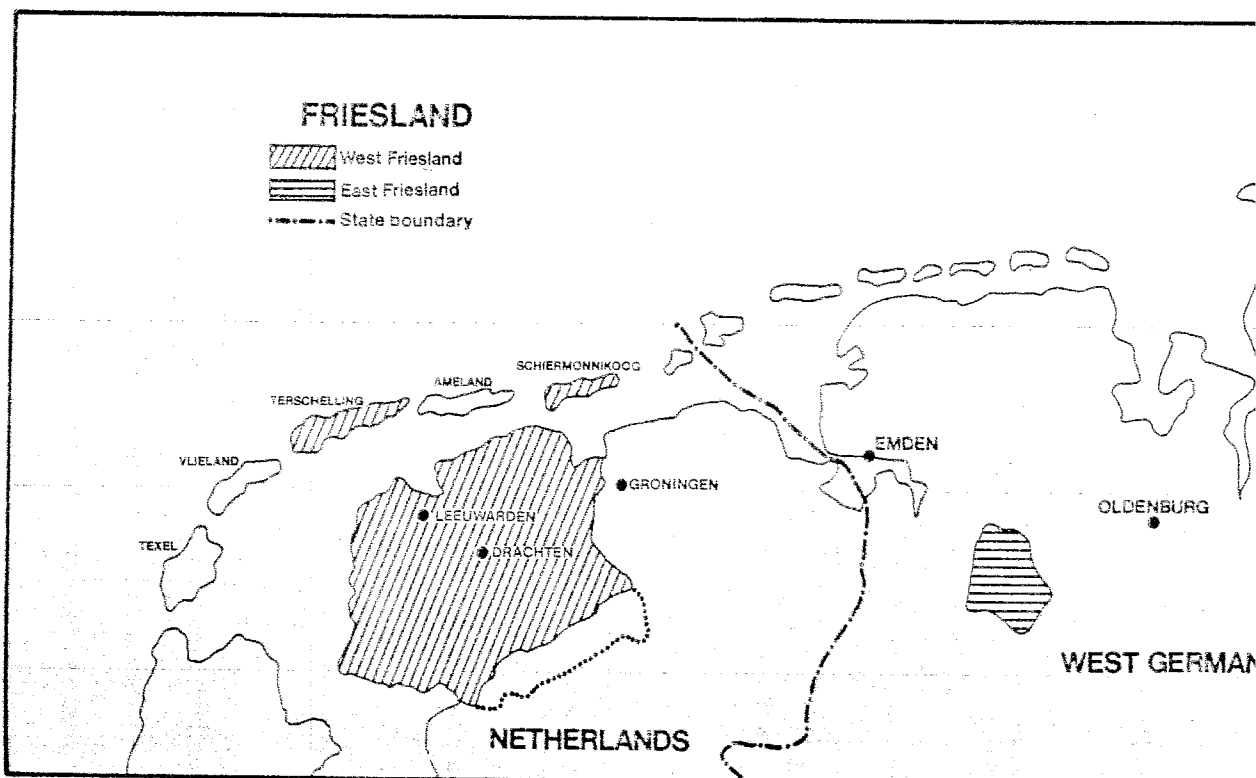 FRIESLAND
West Friesland
East Friesland
State boundary
SCHIERMONNIKOOG
AMELAND
TERSCHELLING
VLIELAND
TEXEL
EMDEN
GRONINGEN
LEEUWARDEN
OLDENBURG
DRACHTEN
WEST GERMAN
NETHERLANDS